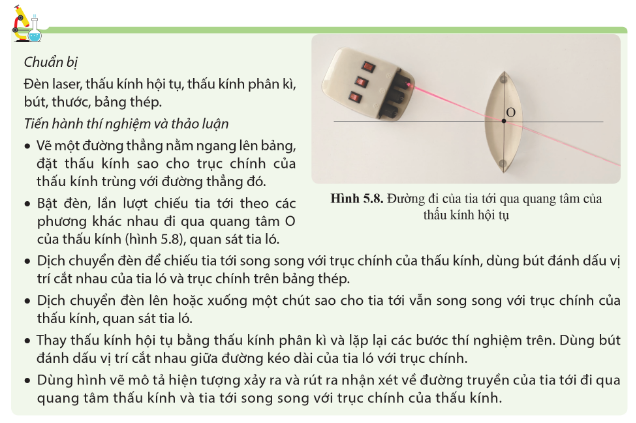 Chuẩn bị
Đèn laser, thấu kính hội tụ, thấu kính phân kì,
bút, thước, bảng thép.
Tiến hành thí nghiệm và thảo luận
• Vẽ một đường thẳng nằm ngang lên bảng,
đặt thấu kính sao cho trục chính của
thấu kính trùng với đường thẳng đó.
• Bật đèn, lần lượt chiếu tia tới theo các
phương khác nhau đi qua quang tâm O
của thấu kính (hình 5.8), quan sát tia ló.
O
Hình 5.8. Đường đi của tia tới qua quang tâm của
thấu kính hội tụ
• Dịch chuyển đèn để chiếu tia tới song song với trục chính của thấu kính, dùng bút đánh dấu vị
trí cắt nhau của tia ló và trục chính trên bảng thép.
• Dịch chuyển đèn lên hoặc xuống một chút sao cho tia tới vẫn song song với trục chính của
thấu kính, quan sát tia ló.
• Thay thấu kính hội tụ bằng thấu kính phân kì và lặp lại các bước thí nghiệm trên. Dùng bút
đánh dấu vị trí cắt nhau giữa đường kéo dài của tia ló với trục chính.
• Dùng hình vẽ mô tả hiện tượng xảy ra và rút ra nhận xét về đường truyền của tia tới đi qua
quang tâm thấu kính và tia tới song song với trục chính của thấu kính.